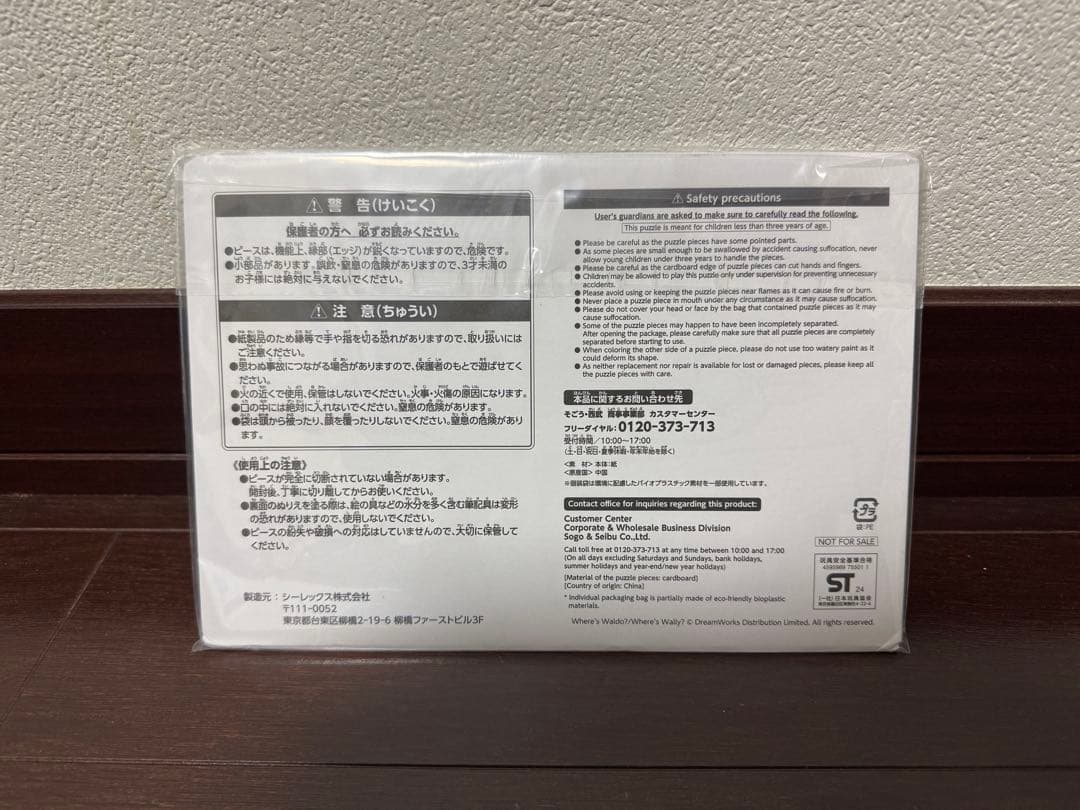 ⚠ 警 告(けいこく)
保護者の方へ 必ずお読みください。
●ピースは、機能上、縁部(エッジ)が鋭くなっていますので、危険です。
●小部品があります。誤飲・窒息の危険がありますので、3才未満の
お子様には絶対に与えないでください。
⚠ 注 意(ちゅうい)
●紙製品のため縁等で手や指を切る恐れがありますので、取り扱いには
ご注意ください。
●思わぬ事故につながる場合がありますので、保護者のもとで遊ばせてく
ださい。
●火の近くで使用、保管はしないでください。火事・火傷の原因になります。
●口の中には絶対に入れないでください。窒息の危険があります。
●袋は頭から被ったり、顔を覆ったりしないでください。窒息の危険があり
ます。
《使用上の注意》
●ピースが完全に切断されていない場合があります。
開封後、丁寧に切り離してからお使いください。
●裏面のぬりえを塗る際は、絵の具などの水分を多く含む筆記具は変形
の恐れがありますので、使用しないでください。
●ピースの紛失や破損への対応はしていませんので、大切に保管して
ください。
製造元:シーレックス株式会社
〒111-0052
東京都台東区柳橋2-19-6 柳橋ファーストビル3F
⚠ Safety precautions
User's guardians are asked to make sure to carefully read the following.
This puzzle is meant for children less than three years of age.
● Please be careful as the puzzle pieces have some pointed parts.
● As some pieces are small enough to be swallowed by accident causing suffocation, never
allow young children under three years to handle the pieces.
● Please be careful as the cardboard edge of puzzle pieces can cut hands and fingers.
● Children may be allowed to play this puzzle only under supervision for preventing unnecessary
accidents.
● Please avoid using or keeping the puzzle pieces near flames as it can cause fire or burn.
● Never place a puzzle piece in mouth under any circumstance as it may cause suffocation.
● Please do not cover your head or face by the bag that contained puzzle pieces as it may
cause suffocation.
● Some of the puzzle pieces may happen to have been incompletely separated.
After opening the package, please carefully make sure that all puzzle pieces are completely
separated before starting to use.
● When coloring the other side of a puzzle piece, please do not use too watery paint as it
could deform its shape.
● As neither replacement nor repair is available for lost or damaged pieces, please keep all
the puzzle pieces with care.
本品に関するお問い合わせ先
そごう・西武 商事事業部 カスタマーセンター
フリーダイヤル:0120-373-713
受付時間/10:00~17:00
(土・日・祝日・夏季休暇・年末年始を除く)
<素 材> 本体:紙
<原産国> 中国
※個装袋は環境に配慮したバイオプラスチック素材を一部使用しています。
Contact office for inquiries regarding this product:
Customer Center
Corporate & Wholesale Business Division
Sogo & Seibu Co.,Ltd.
Call toll free at 0120-373-713 at any time between 10:00 and 17:00
(On all days excluding Saturdays and Sundays, bank holidays,
summer holidays and year-end/new year holidays)
[Material of the puzzle pieces: cardboard]
[Country of origin: China]
* Individual packaging bag is partially made of eco-friendly bioplastic
materials.
プラ
袋:PE
NOT FOR SALE
玩具安全基準合格
ST 24
(一社)日本玩具協会
Where's Waldo?/Where's Wally? © DreamWorks Distribution Limited. All rights reserved.